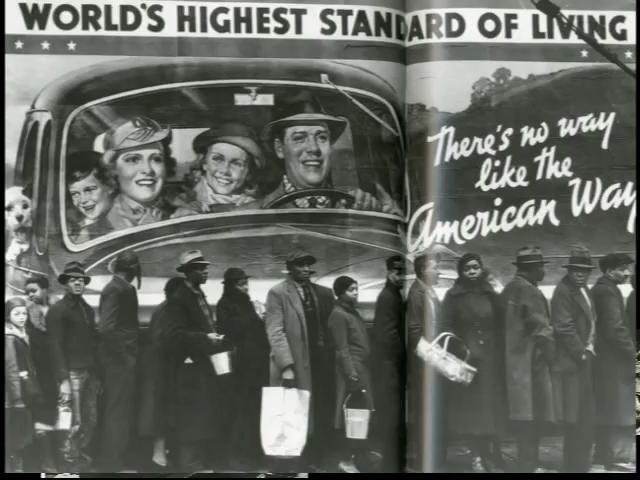 WORLD'S HIGHEST STANDARD OF LIVING
There's no way
like the
American Way